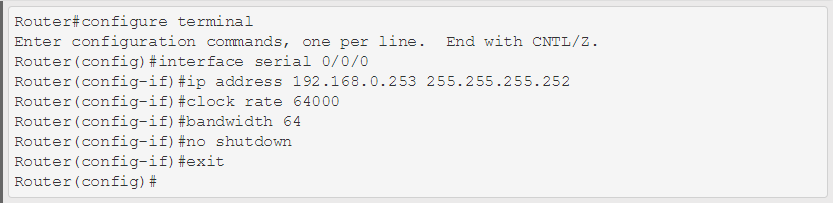 Router#configure terminal
Enter configuration commands, one per line.  End with CNTL/Z.
Router(config)#interface serial 0/0/0
Router(config-if)#ip address 192.168.0.253 255.255.255.252
Router(config-if)#clock rate 64000
Router(config-if)#bandwidth 64
Router(config-if)#no shutdown
Router(config-if)#exit
Router(config)#